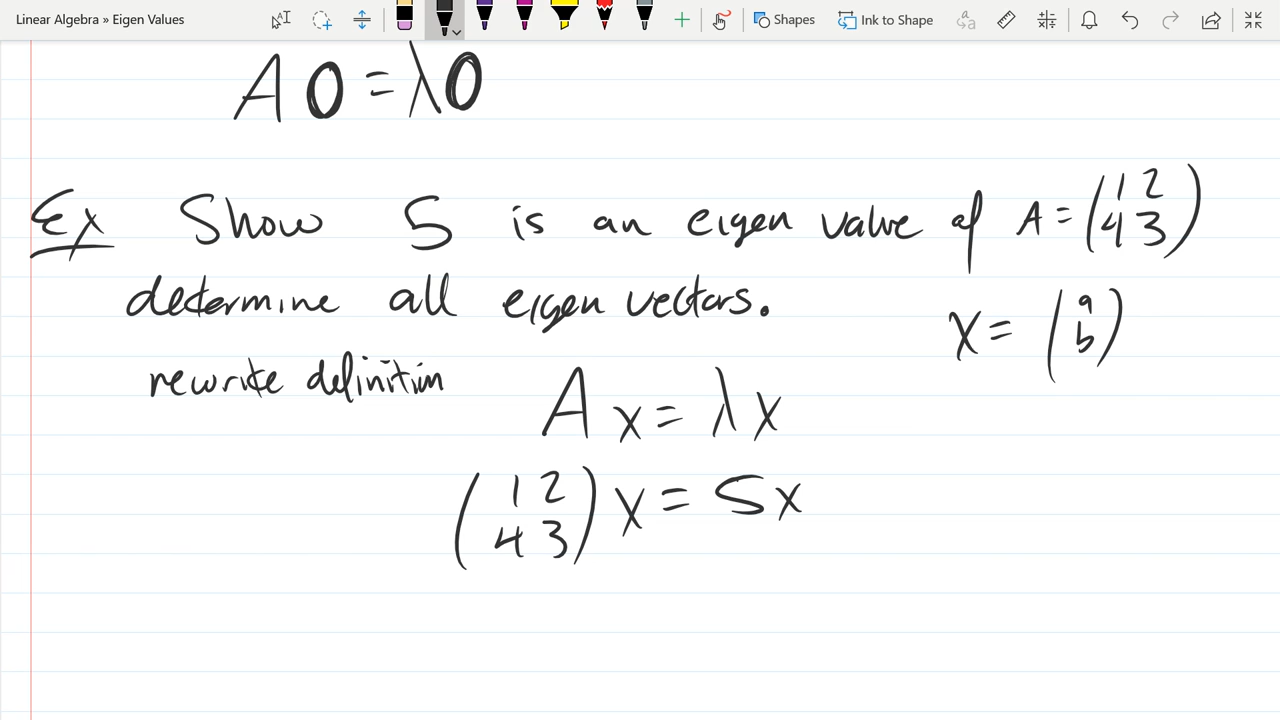 Linear Algebra » Eigen Values
Shapes
Ink to Shape
A0=λ0
Ex Show 5 is an eigen value of A=(1 2
4 3)
determine all eigen vectors.
x=(a
b)
rewrite definition
Ax=λx
(1 2
4 3)x=5x